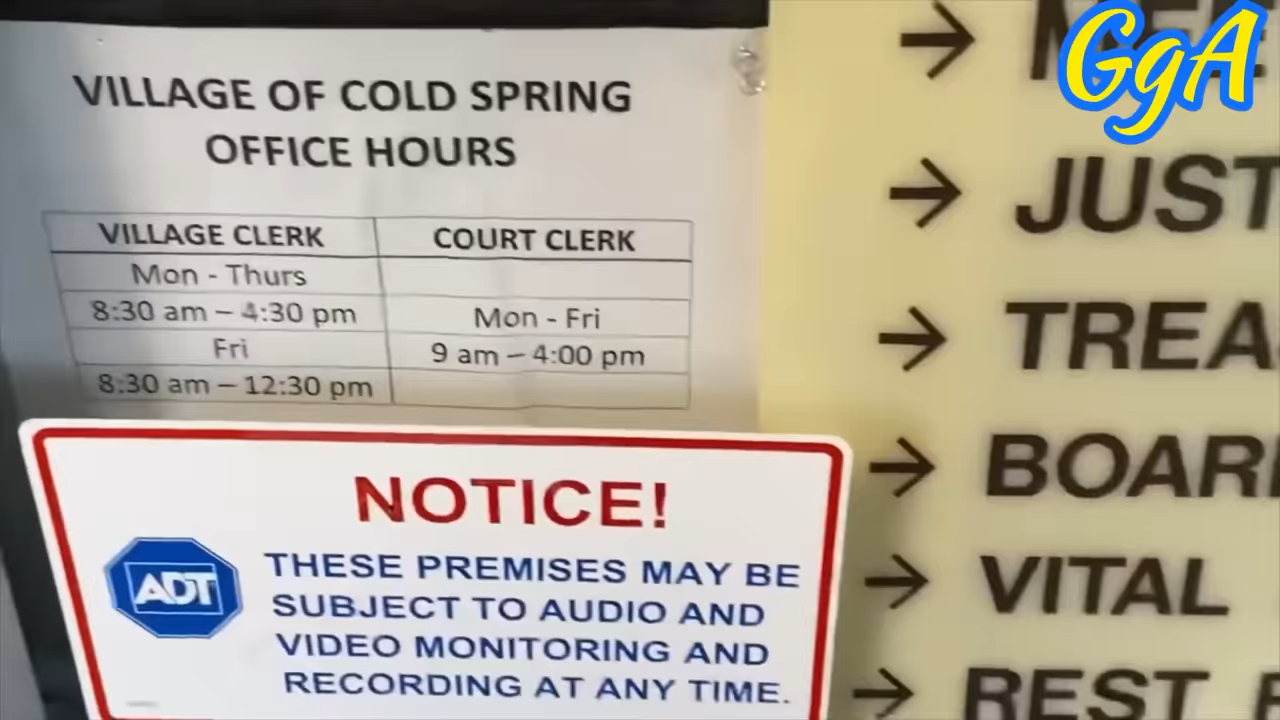 VILLAGE OF COLD SPRING
OFFICE HOURS
VILLAGE CLERK
COURT CLERK
Mon - Thurs
8:30 am – 4:30 pm
Mon - Fri
Fri
9 am – 4:00 pm
8:30 am – 12:30 pm
NOTICE!
ADT
THESE PREMISES MAY BE
SUBJECT TO AUDIO AND
VIDEO MONITORING AND
RECORDING AT ANY TIME.
GgA
→ JUST
→ TREA
→ BOAR
→ VITAL
→ REST